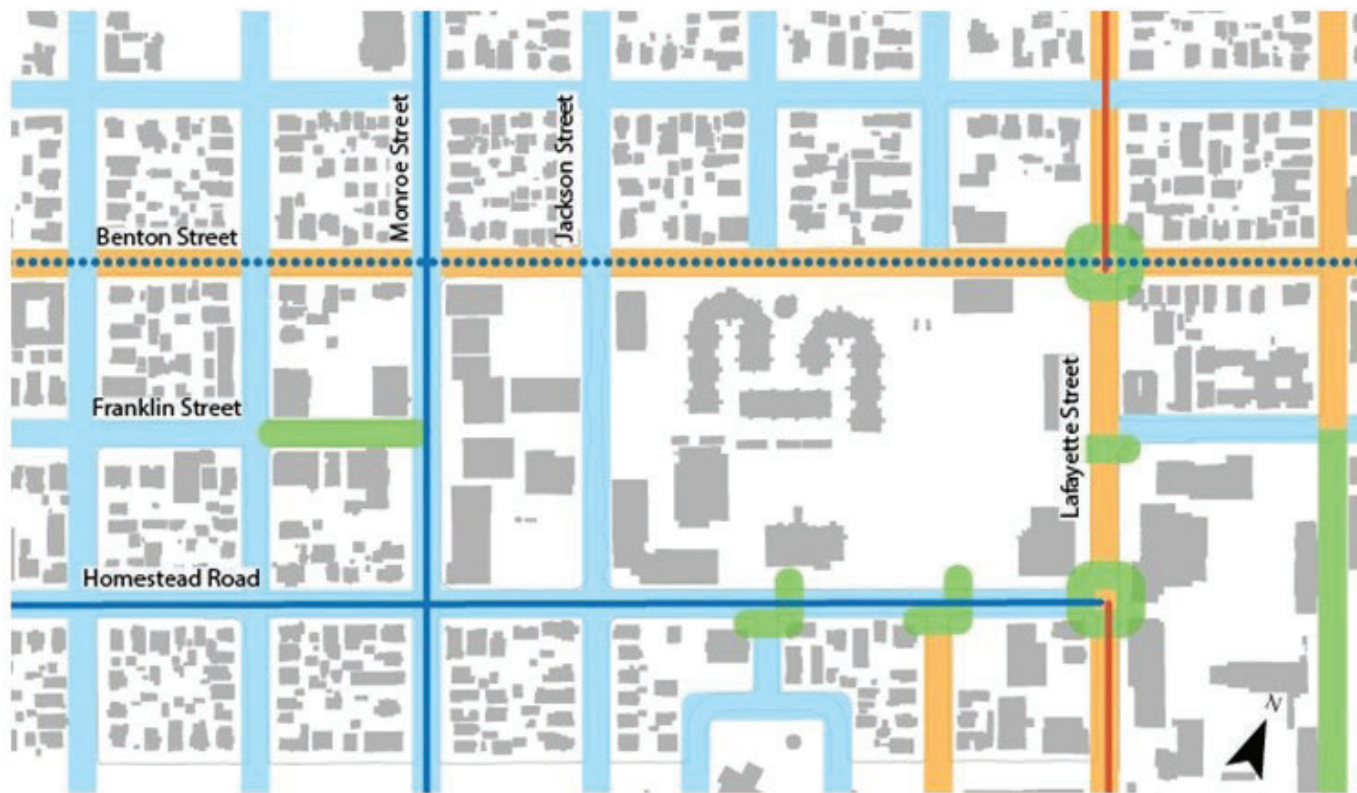 Monroe Street
Jackson Street
Benton Street
Franklin Street
Lafayette Street
Homestead Road
N